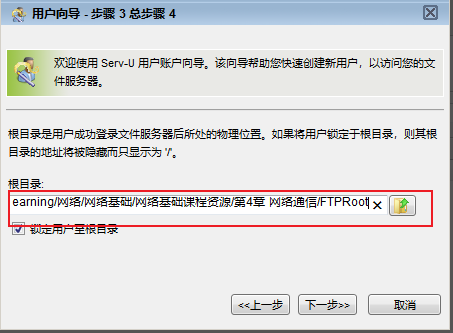 用户向导 - 步骤 3 总步骤 4
欢迎使用 Serv-U 用户账户向导。该向导帮助您快速创建新用户，以访问您的文
件服务器。
根目录是用户成功登录文件服务器后所处的物理位置。如果将用户锁定于根目录，则其根
目录的地址将被隐藏而只显示为 '/'。
根目录:
earning/网络/网络基础/网络基础课程资源/第4章 网络通信/FTPRoot
锁定用户至根目录
<<上一步 下一步>> 取消